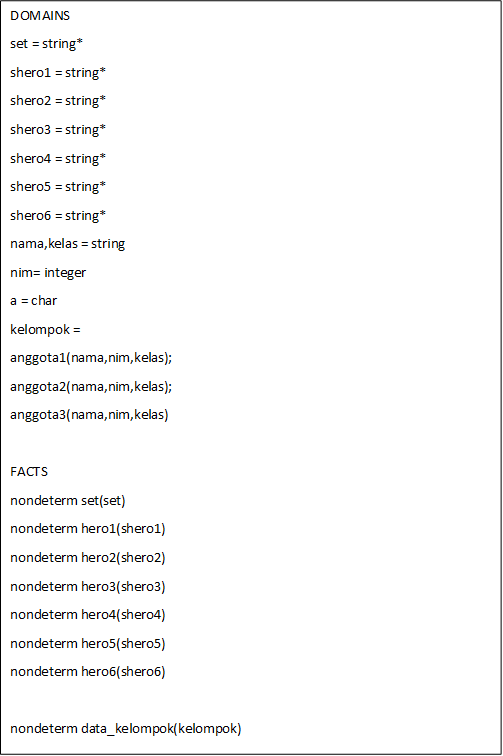 DOMAINS
set = string*
shero1 = string*
shero2 = string*
shero3 = string*
shero4 = string*
shero5 = string*
shero6 = string*
nama,kelas = string
nim= integer
a = char
kelompok =
anggota1(nama,nim,kelas);
anggota2(nama,nim,kelas);
anggota3(nama,nim,kelas)
FACTS
nondeterm set(set)
nondeterm hero1(shero1)
nondeterm hero2(shero2)
nondeterm hero3(shero3)
nondeterm hero4(shero4)
nondeterm hero5(shero5)
nondeterm hero6(shero6)
nondeterm data_kelompok(kelompok)